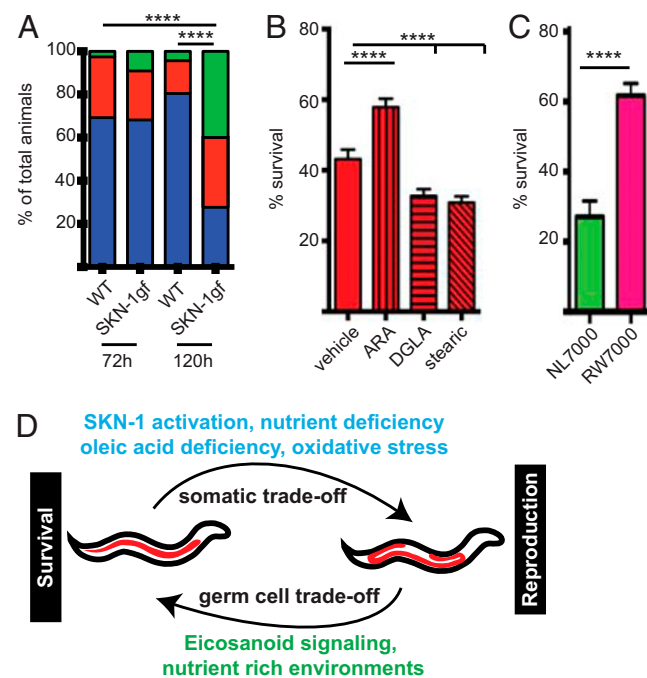 A
****
****
% of total animals
100
80
60
40
20
WT
SKN-1gf
WT
SKN-1gf
72h
120h
B
****
****
% survival
80
60
40
20
vehicle
ARA
DGLA
stearic
C
****
% survival
80
60
40
20
NL7000
RW7000
D
SKN-1 activation, nutrient deficiency
oleic acid deficiency, oxidative stress
somatic trade-off
Survival
Reproduction
germ cell trade-off
Eicosanoid signaling,
nutrient rich environments